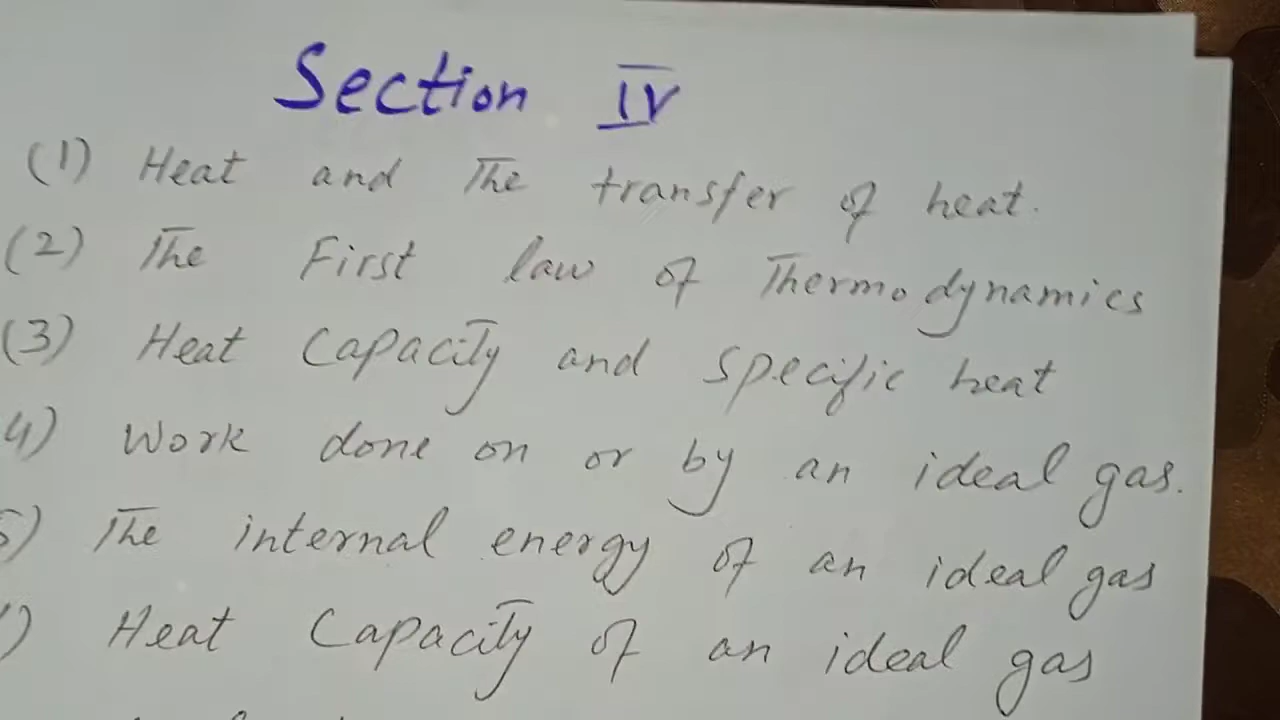 Section IV
(1) Heat and The transfer of heat.
(2) The First law of Thermodynamics
(3) Heat Capacity and Specific heat
4) Work done on or by an ideal gas.
5) The internal energy of an ideal gas
) Heat Capacity of an ideal gas